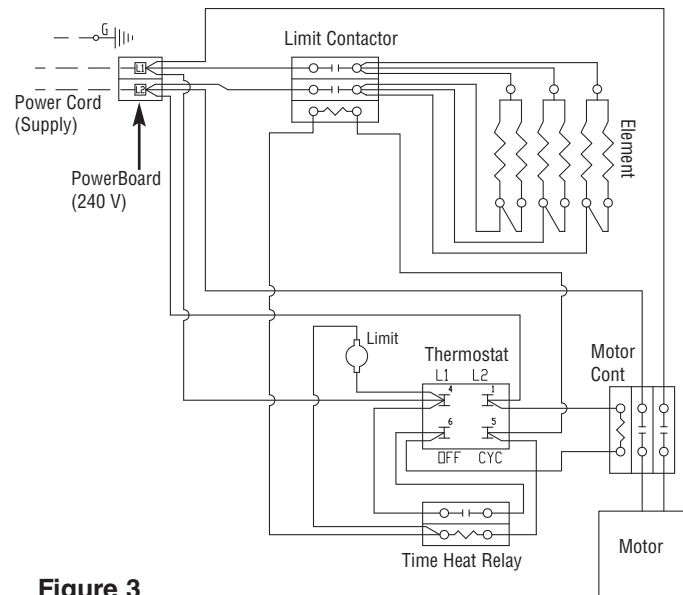 G
Limit Contactor
L1
L2
Power Cord
(Supply)
PowerBoard
(240 V)
Element
Limit
Thermostat
L1 L2
4 1
6 5
OFF CYC
Motor
Cont
Time Heat Relay
Motor
Figure 3